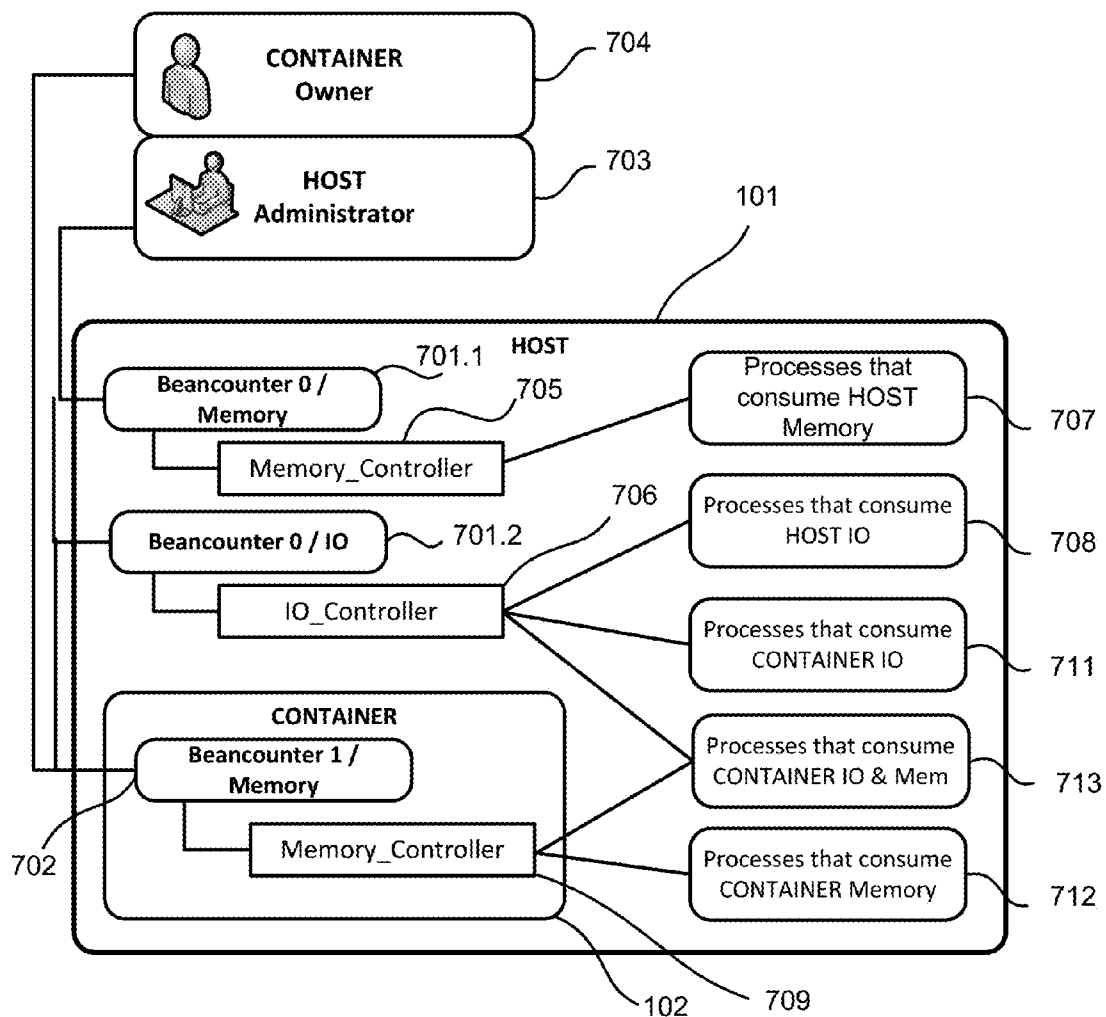 704
CONTAINER
Owner
703
HOST
Administrator
101
HOST
701.1
Beancounter 0 /
Memory
705
Memory_Controller
Processes that
consume HOST
Memory
707
706
Beancounter 0 / IO
701.2
IO_Controller
Processes that consume
HOST IO
708
Processes that consume
CONTAINER IO
711
CONTAINER
Beancounter 1 /
Memory
702
Memory_Controller
Processes that consume
CONTAINER IO & Mem
713
Processes that consume
CONTAINER Memory
712
102
709